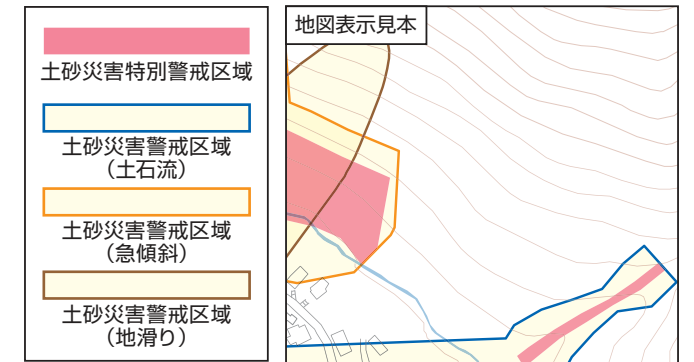 土砂災害特別警戒区域
土砂災害警戒区域
（土石流）
土砂災害警戒区域
（急傾斜）
土砂災害警戒区域
（地滑り）
地図表示見本